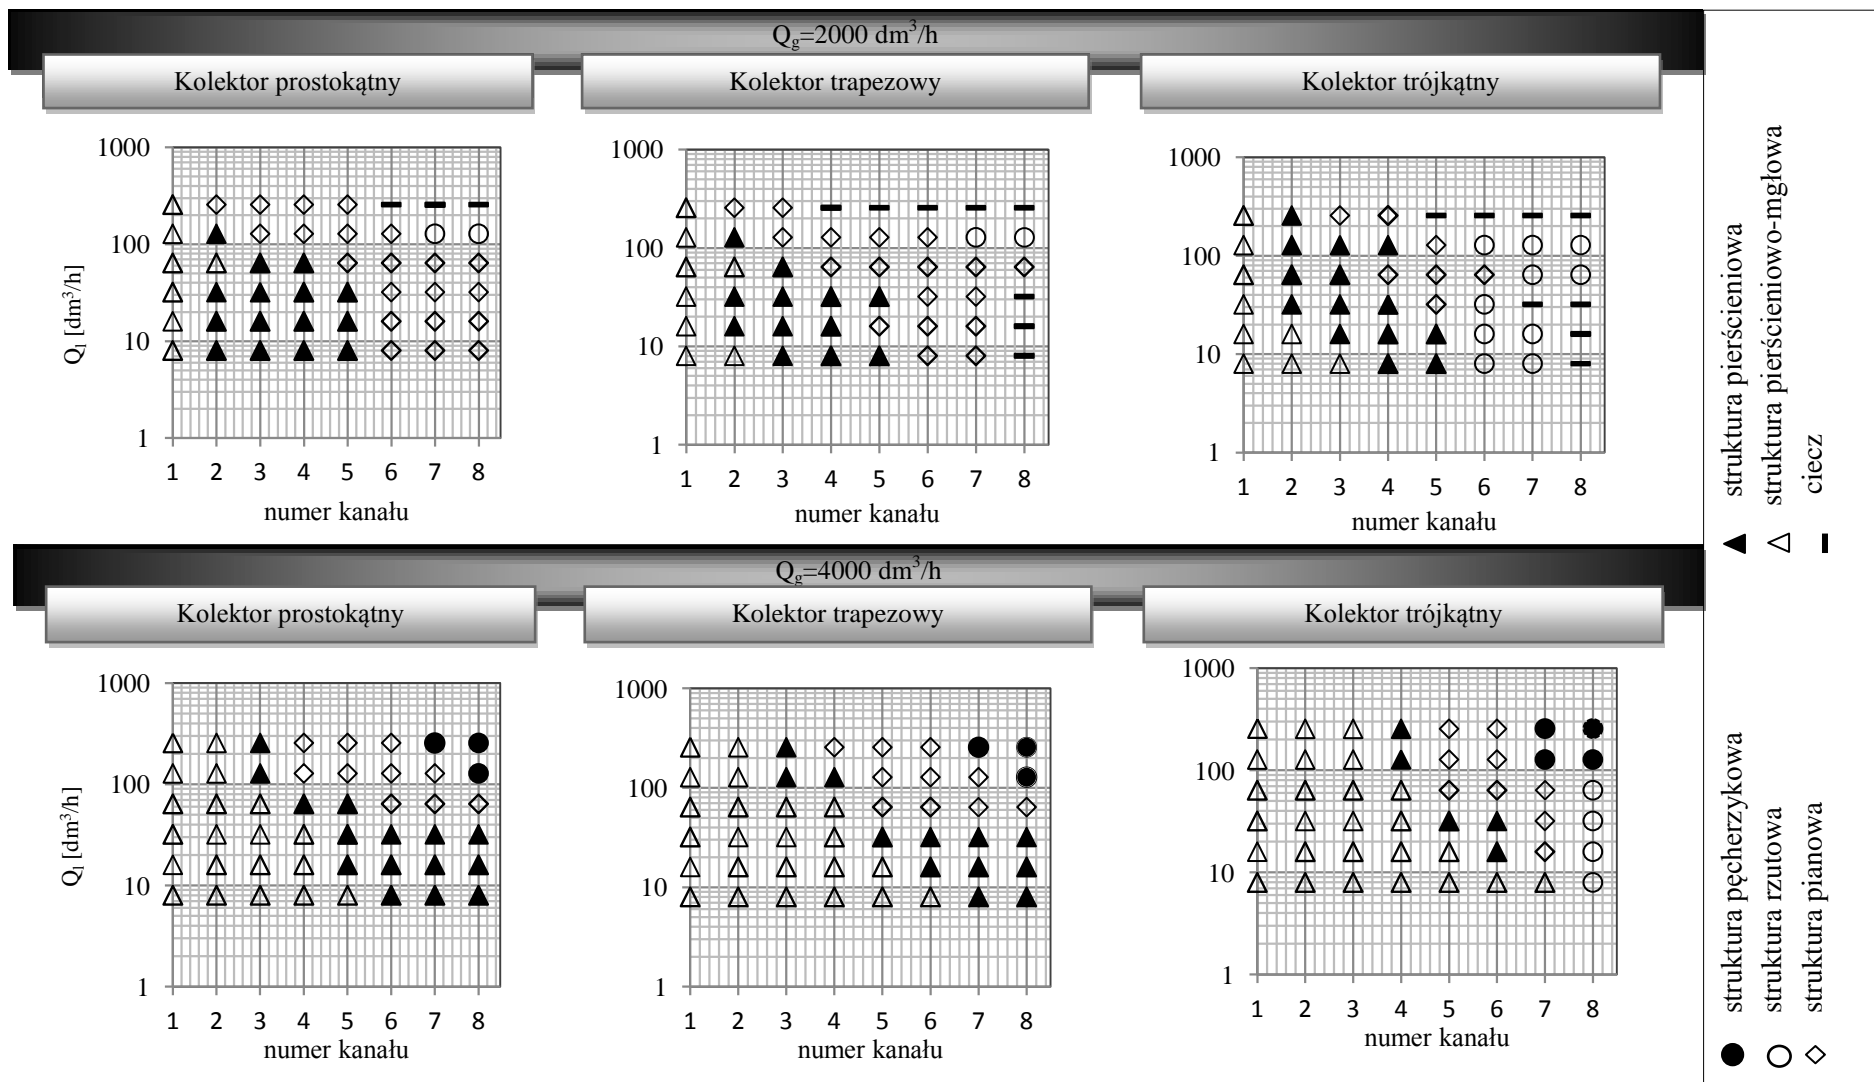 Q_g=2000 dm³/h
Kolektor prostokątny
Kolektor trapezowy
Kolektor trójkątny
1000
100
10
1
Q_l [dm³/h]
1 2 3 4 5 6 7 8
numer kanału
1000
100
10
1
1 2 3 4 5 6 7 8
numer kanału
1000
100
10
1
1 2 3 4 5 6 7 8
numer kanału
Q_g=4000 dm³/h
Kolektor prostokątny
Kolektor trapezowy
Kolektor trójkątny
1000
100
10
1
Q_l [dm³/h]
1 2 3 4 5 6 7 8
numer kanału
1000
100
10
1
1 2 3 4 5 6 7 8
numer kanału
1000
100
10
1
1 2 3 4 5 6 7 8
numer kanału
struktura pęcherzykowa
struktura rzutowa
struktura pianowa
struktura pierścieniowa
struktura pierścieniowo-mgłowa
ciecz